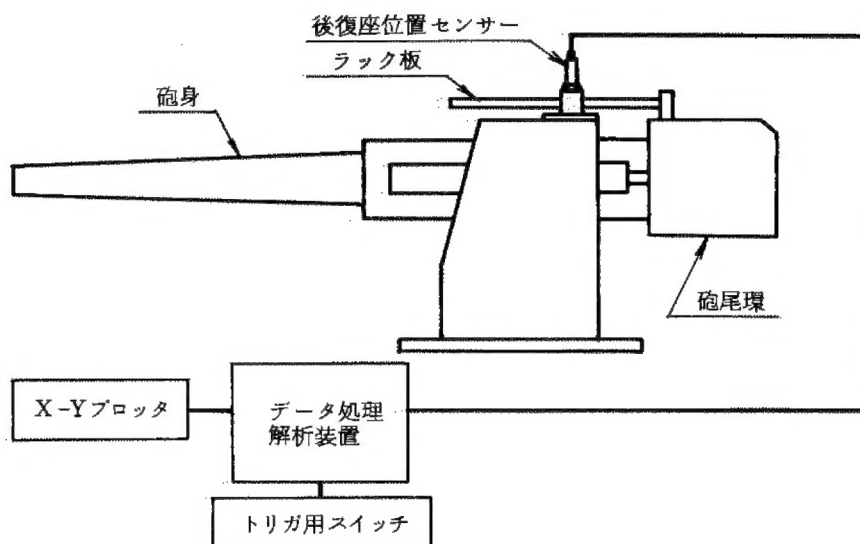 後復座位置センサー
ラック板
砲身
砲尾環
X-Yプロッタ
データ処理
解析装置
トリガ用スイッチ